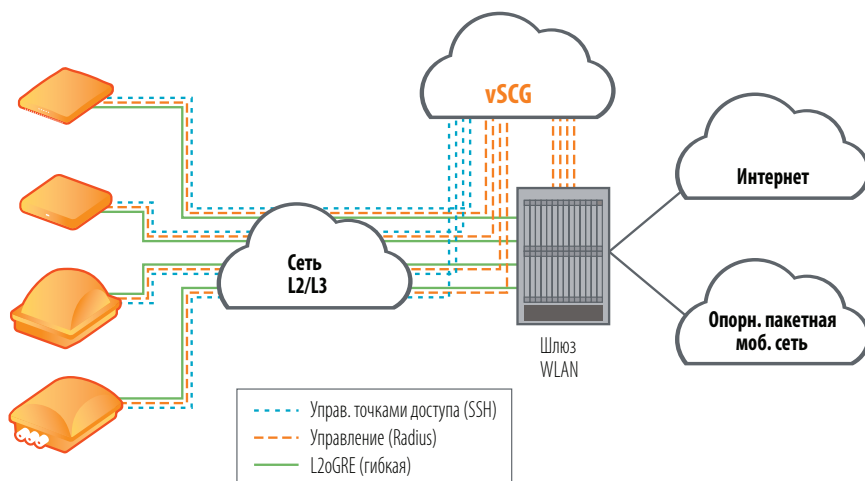 vSCG
Интернет
Сеть
L2/L3
Опорн. пакетная
моб. сеть
Шлюз
WLAN
Управ. точками доступа (SSH)
Управление (Radius)
L2oGRE (гибкая)